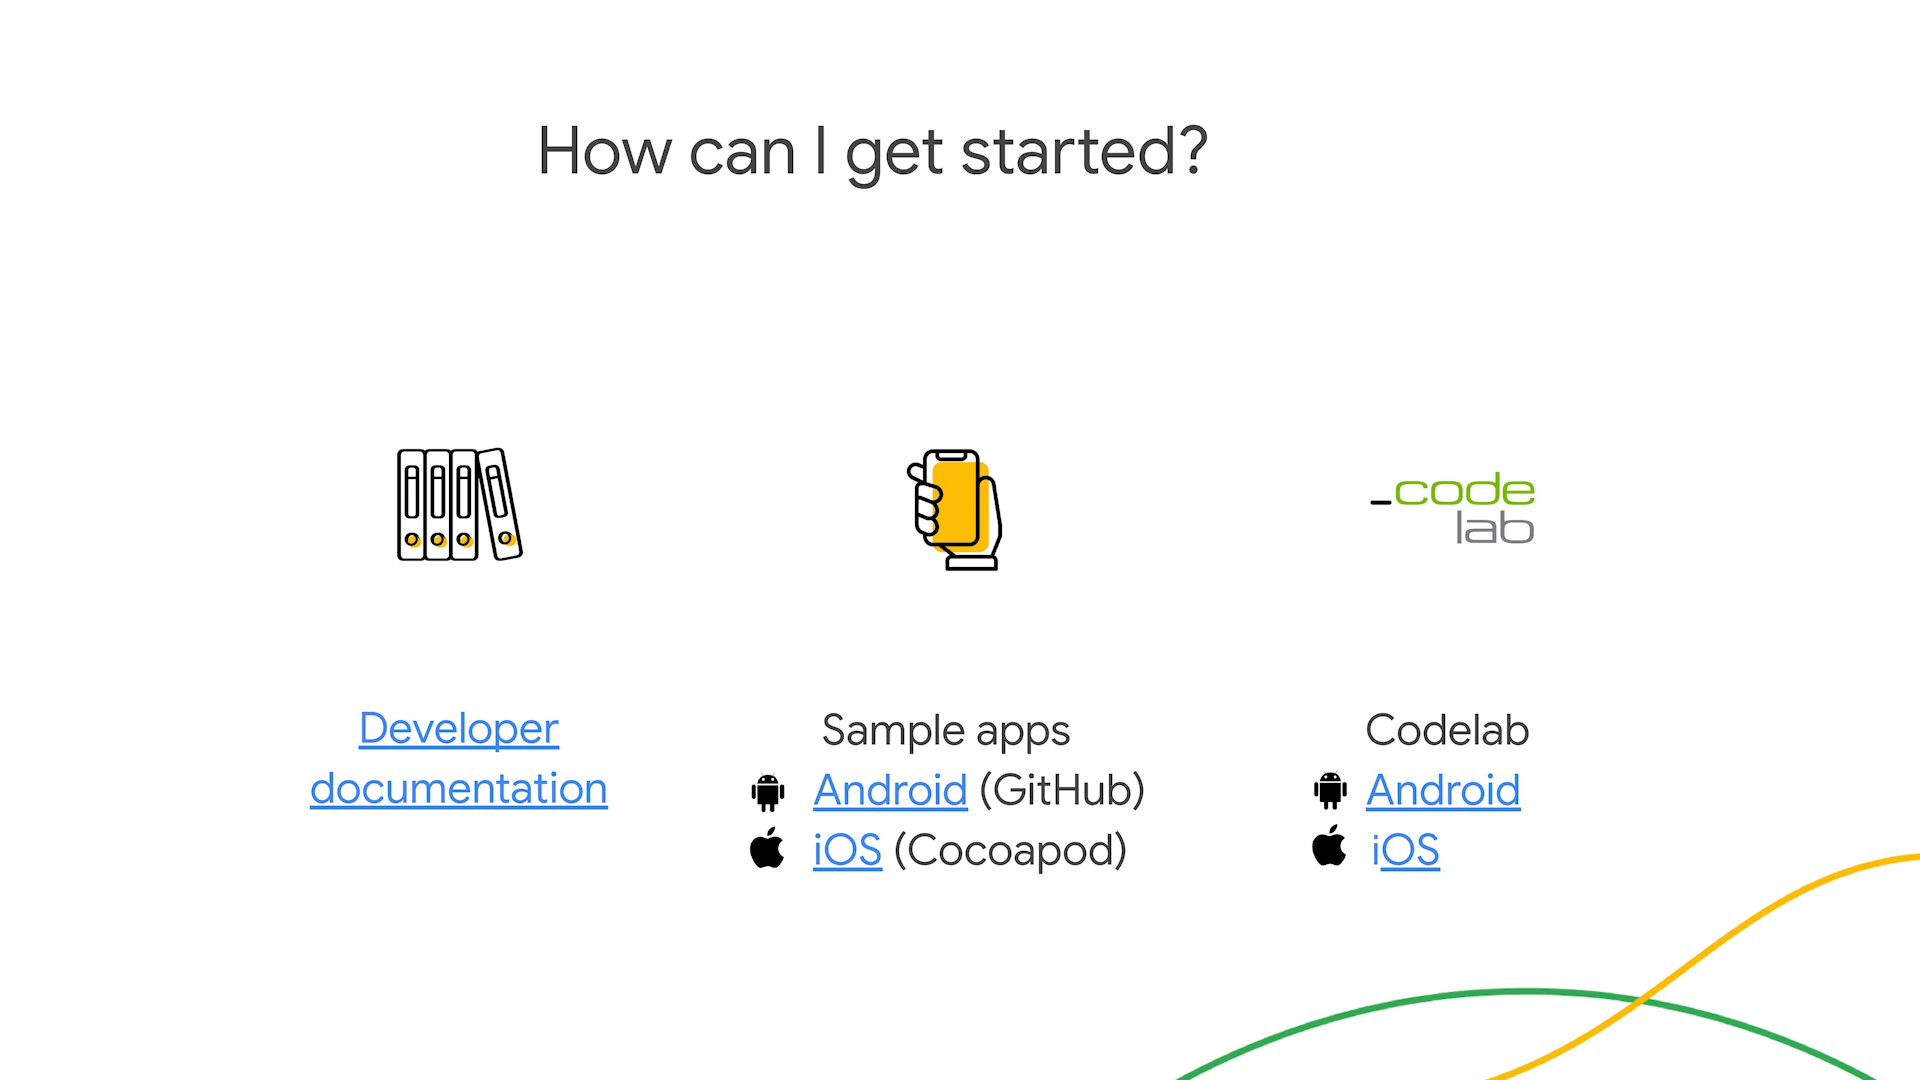 How can I get started?
_code
lab
Developer
documentation
Sample apps
Android (GitHub)
iOS (Cocoapod)
Codelab
Android
iOS